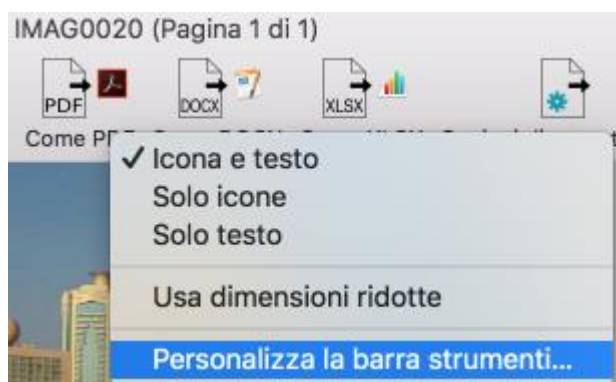 IMAG0020 (Pagina 1 di 1)
PDF DOCX XLSX
Come
✓ Icona e testo
Solo icone
Solo testo
Usa dimensioni ridotte
Personalizza la barra strumenti...